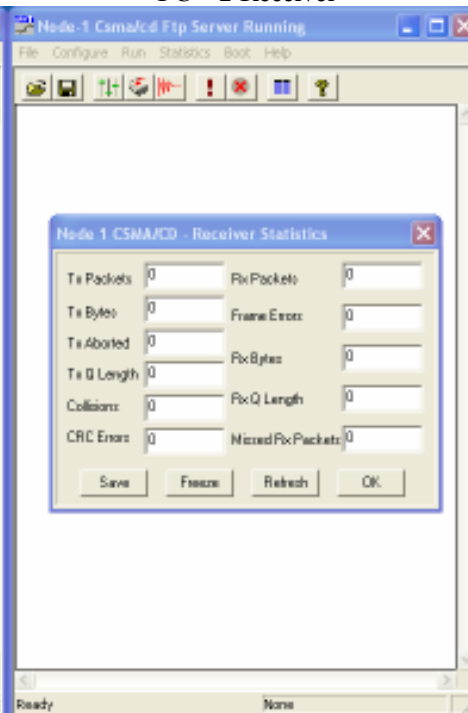 PC - 2 Receiver
Node-1 Csma/cd Ftp Server Running
File Configure Run Statistics Boot Help
Node 1 CSMA/CD - Receiver Statistics
Tx Packets 0 Rx Packets 0
Tx Bytes 0 Frame Errors 0
Tx Aborted 0 Rx Bytes 0
Tx Q Length 0 Rx Q Length 0
Collisions 0 Missed Rx Packets 0
CRC Errors 0
Save Freeze Refresh OK
Ready None